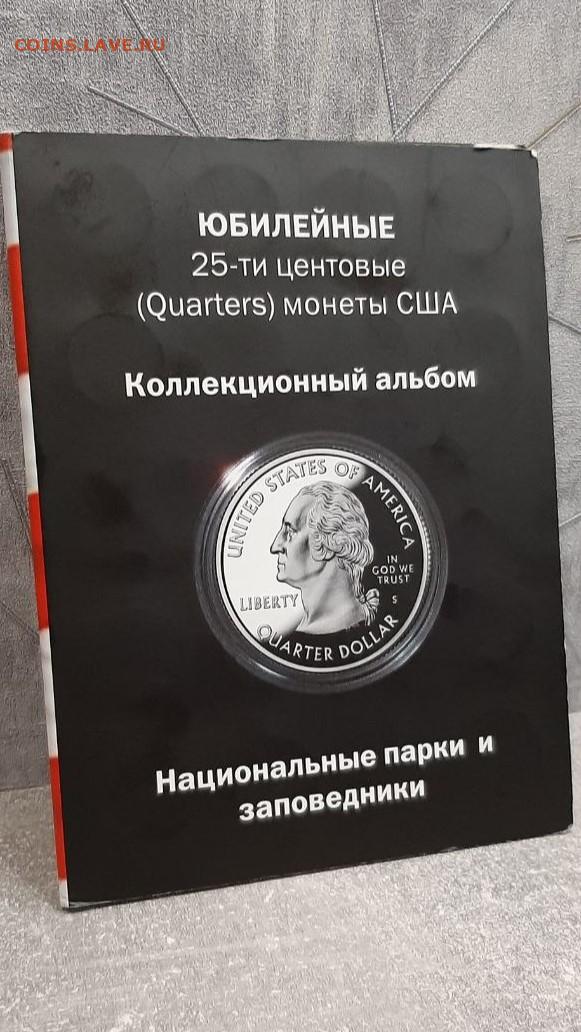 COINS.LAVE.RU
ЮБИЛЕЙНЫЕ
25-ти центовые
(Quarters) монеты США
Коллекционный альбом
UNITED STATES OF AMERICA
IN
GOD WE
TRUST
LIBERTY
S
QUARTER DOLLAR
Национальные парки и
заповедники